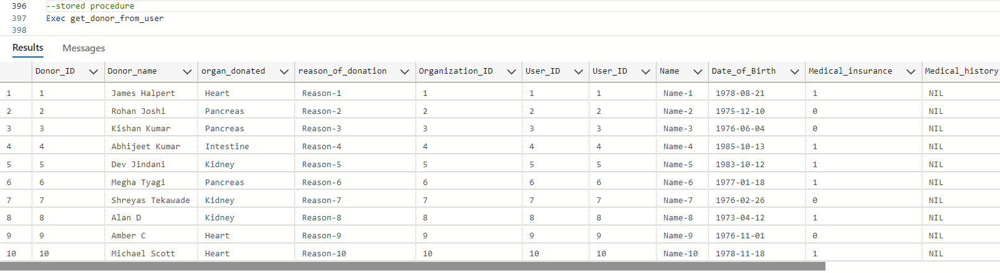 396 --stored procedure
397 Exec get_donor_from_user
398
Results Messages
Donor_ID Donor_name organ_donated reason_of_donation Organization_ID User_ID User_ID Name Date_of_Birth Medical_insurance Medical_history
1 1 James Halpert Heart Reason-1 1 1 1 Name-1 1978-08-21 1 NIL
2 2 Rohan Joshi Pancreas Reason-2 2 2 2 Name-2 1975-12-10 0 NIL
3 3 Kishan Kumar Pancreas Reason-3 3 3 3 Name-3 1976-06-04 0 NIL
4 4 Abhijeet Kumar Intestine Reason-4 4 4 4 Name-4 1985-10-13 1 NIL
5 5 Dev Jindani Kidney Reason-5 5 5 5 Name-5 1983-10-12 1 NIL
6 6 Megha Tyagi Pancreas Reason-6 6 6 6 Name-6 1977-01-18 1 NIL
7 7 Shreyas Tekawade Kidney Reason-7 7 7 7 Name-7 1976-02-26 0 NIL
8 8 Alan D Kidney Reason-8 8 8 8 Name-8 1973-04-12 1 NIL
9 9 Amber C Heart Reason-9 9 9 9 Name-9 1976-11-01 0 NIL
10 10 Michael Scott Heart Reason-10 10 10 10 Name-10 1978-11-18 1 NIL